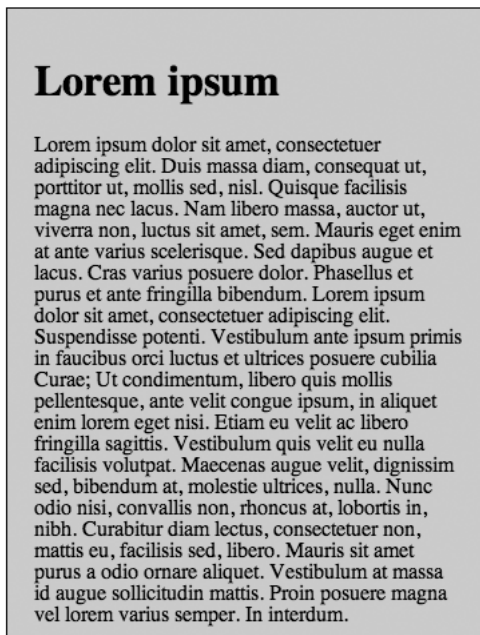 Lorem ipsum
Lorem ipsum dolor sit amet, consectetuer
adipiscing elit. Duis massa diam, consequat ut,
porttitor ut, mollis sed, nisl. Quisque facilisis
magna nec lacus. Nam libero massa, auctor ut,
viverra non, luctus sit amet, sem. Mauris eget enim
at ante varius scelerisque. Sed dapibus augue et
lacus. Cras varius posuere dolor. Phasellus et
purus et ante fringilla bibendum. Lorem ipsum
dolor sit amet, consectetuer adipiscing elit.
Suspendisse potenti. Vestibulum ante ipsum primis
in faucibus orci luctus et ultrices posuere cubilia
Curae; Ut condimentum, libero quis mollis
pellentesque, ante velit congue ipsum, in aliquet
enim lorem eget nisi. Etiam eu velit ac libero
fringilla sagittis. Vestibulum quis velit eu nulla
facilisis volutpat. Maecenas augue velit, dignissim
sed, bibendum at, molestie ultrices, nulla. Nunc
odio nisi, convallis non, rhoncus at, lobortis in,
nibh. Curabitur diam lectus, consectetuer non,
mattis eu, facilisis sed, libero. Mauris sit amet
purus a odio ornare aliquet. Vestibulum at massa
id augue sollicitudin mattis. Proin posuere magna
vel lorem varius semper. In interdum.